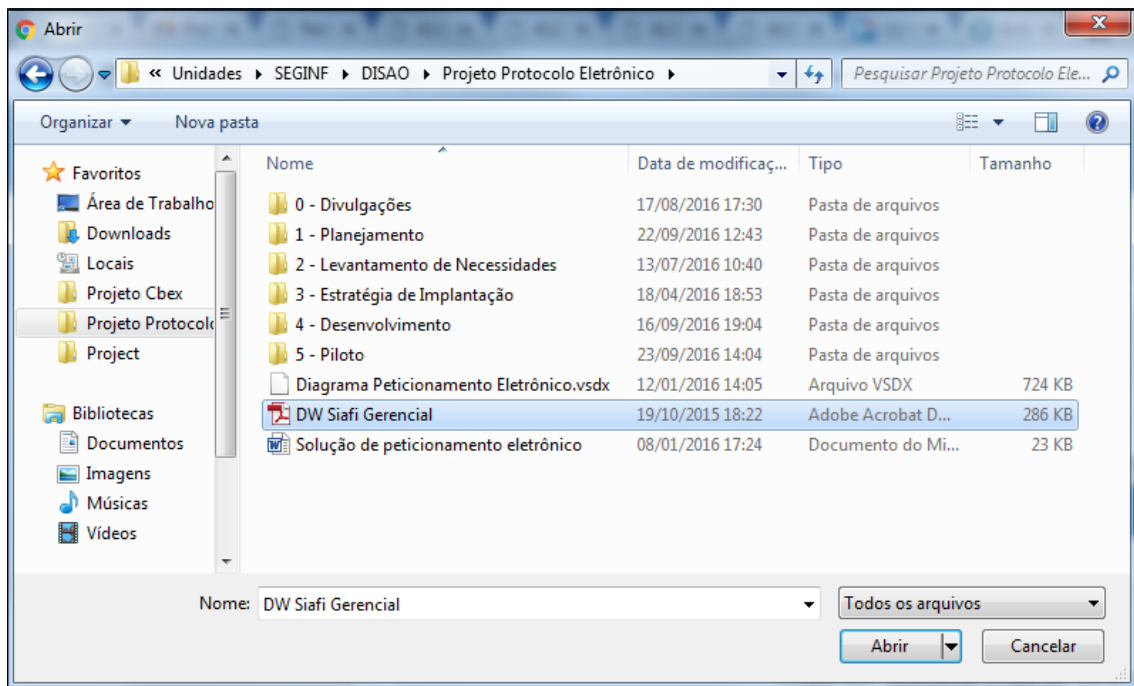 Abrir
« Unidades ▸ SEGINF ▸ DISAO ▸ Projeto Protocolo Eletrônico ▸ Pesquisar Projeto Protocolo Ele...
Organizar Nova pasta
Favoritos
Área de Trabalho
Downloads
Locais
Projeto Cbex
Projeto Protocolo
Project
Bibliotecas
Documentos
Imagens
Músicas
Vídeos
Nome Data de modificaç... Tipo Tamanho
0 - Divulgações 17/08/2016 17:30 Pasta de arquivos
1 - Planejamento 22/09/2016 12:43 Pasta de arquivos
2 - Levantamento de Necessidades 13/07/2016 10:40 Pasta de arquivos
3 - Estratégia de Implantação 18/04/2016 18:53 Pasta de arquivos
4 - Desenvolvimento 16/09/2016 19:04 Pasta de arquivos
5 - Piloto 23/09/2016 14:04 Pasta de arquivos
Diagrama Peticionamento Eletrônico.vsdx 12/01/2016 14:05 Arquivo VSDX 724 KB
DW Siafi Gerencial 19/10/2015 18:22 Adobe Acrobat D... 286 KB
Solução de peticionamento eletrônico 08/01/2016 17:24 Documento do Mi... 23 KB
Nome: DW Siafi Gerencial Todos os arquivos
Abrir Cancelar